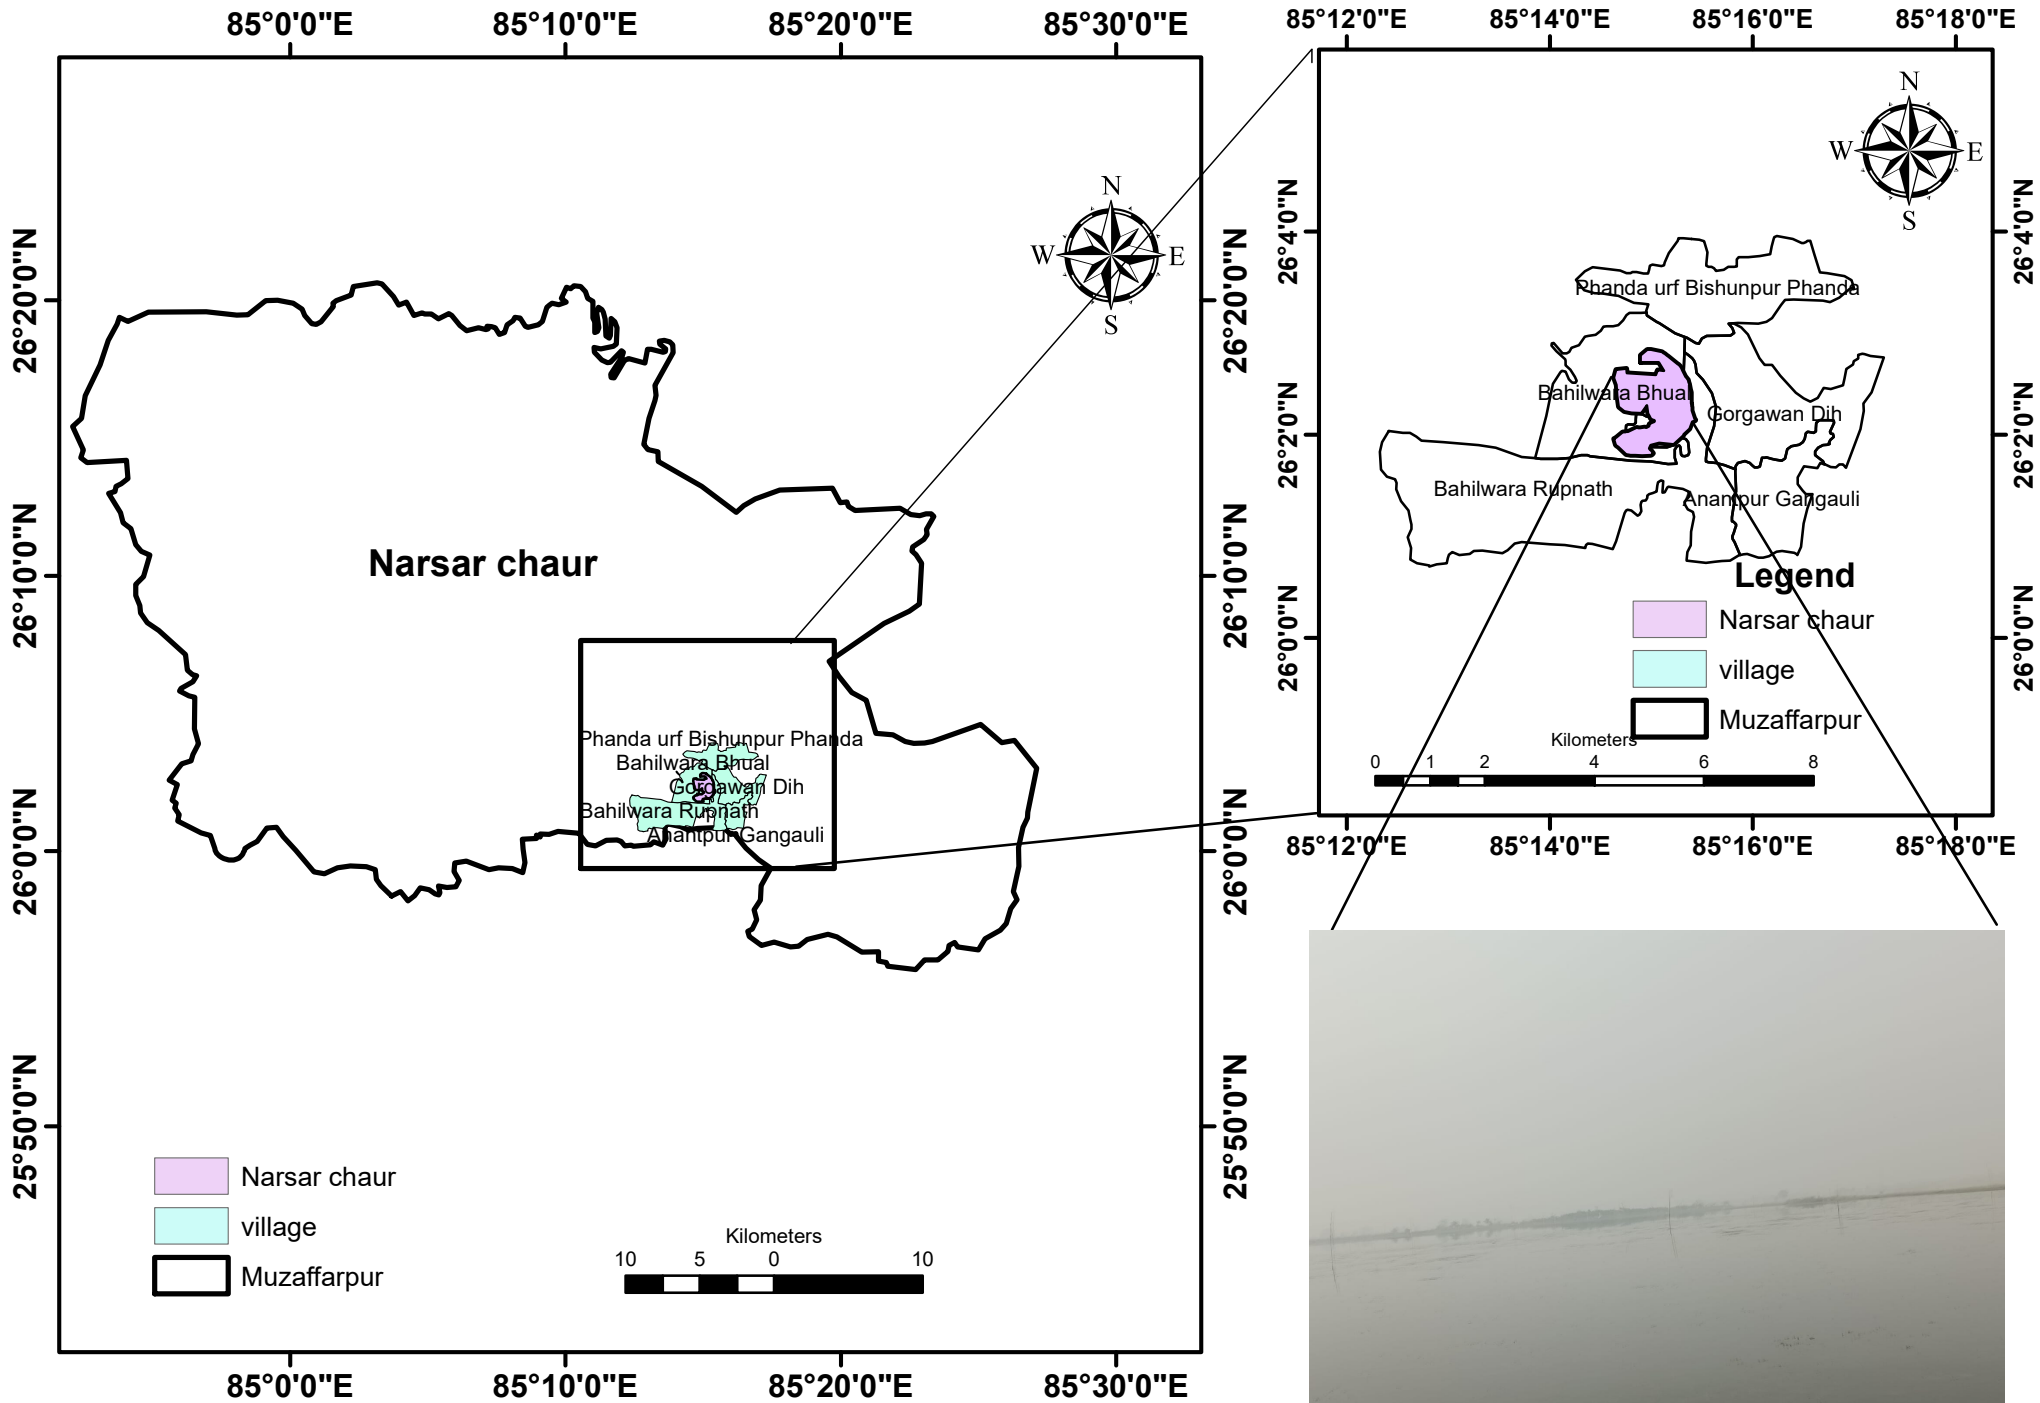 85°0'0"E 85°10'0"E 85°20'0"E 85°30'0"E
26°20'0"N
26°10'0"N
26°0'0"N
25°50'0"N
N
W E
S
Narsar chaur
Phanda urf Bishunpur Phanda
Bahilwara Bhual
Gorgawan Dih
Bahilwara Rupnath
Anantpur Gangauli
Narsar chaur
village
Muzaffarpur
Kilometers
10 5 0 10
26°20'0"N
26°10'0"N
26°0'0"N
25°50'0"N
85°0'0"E 85°10'0"E 85°20'0"E 85°30'0"E
85°12'0"E 85°14'0"E 85°16'0"E 85°18'0"E
26°4'0"N
26°2'0"N
26°0'0"N
N
W E
S
Phanda urf Bishunpur Phanda
Bahilwara Bhual
Gorgawan Dih
Bahilwara Rupnath
Anantpur Gangauli
Legend
Narsar chaur
village
Muzaffarpur
Kilometers
0 1 2 4 6 8
26°4'0"N
26°2'0"N
26°0'0"N
85°12'0"E 85°14'0"E 85°16'0"E 85°18'0"E